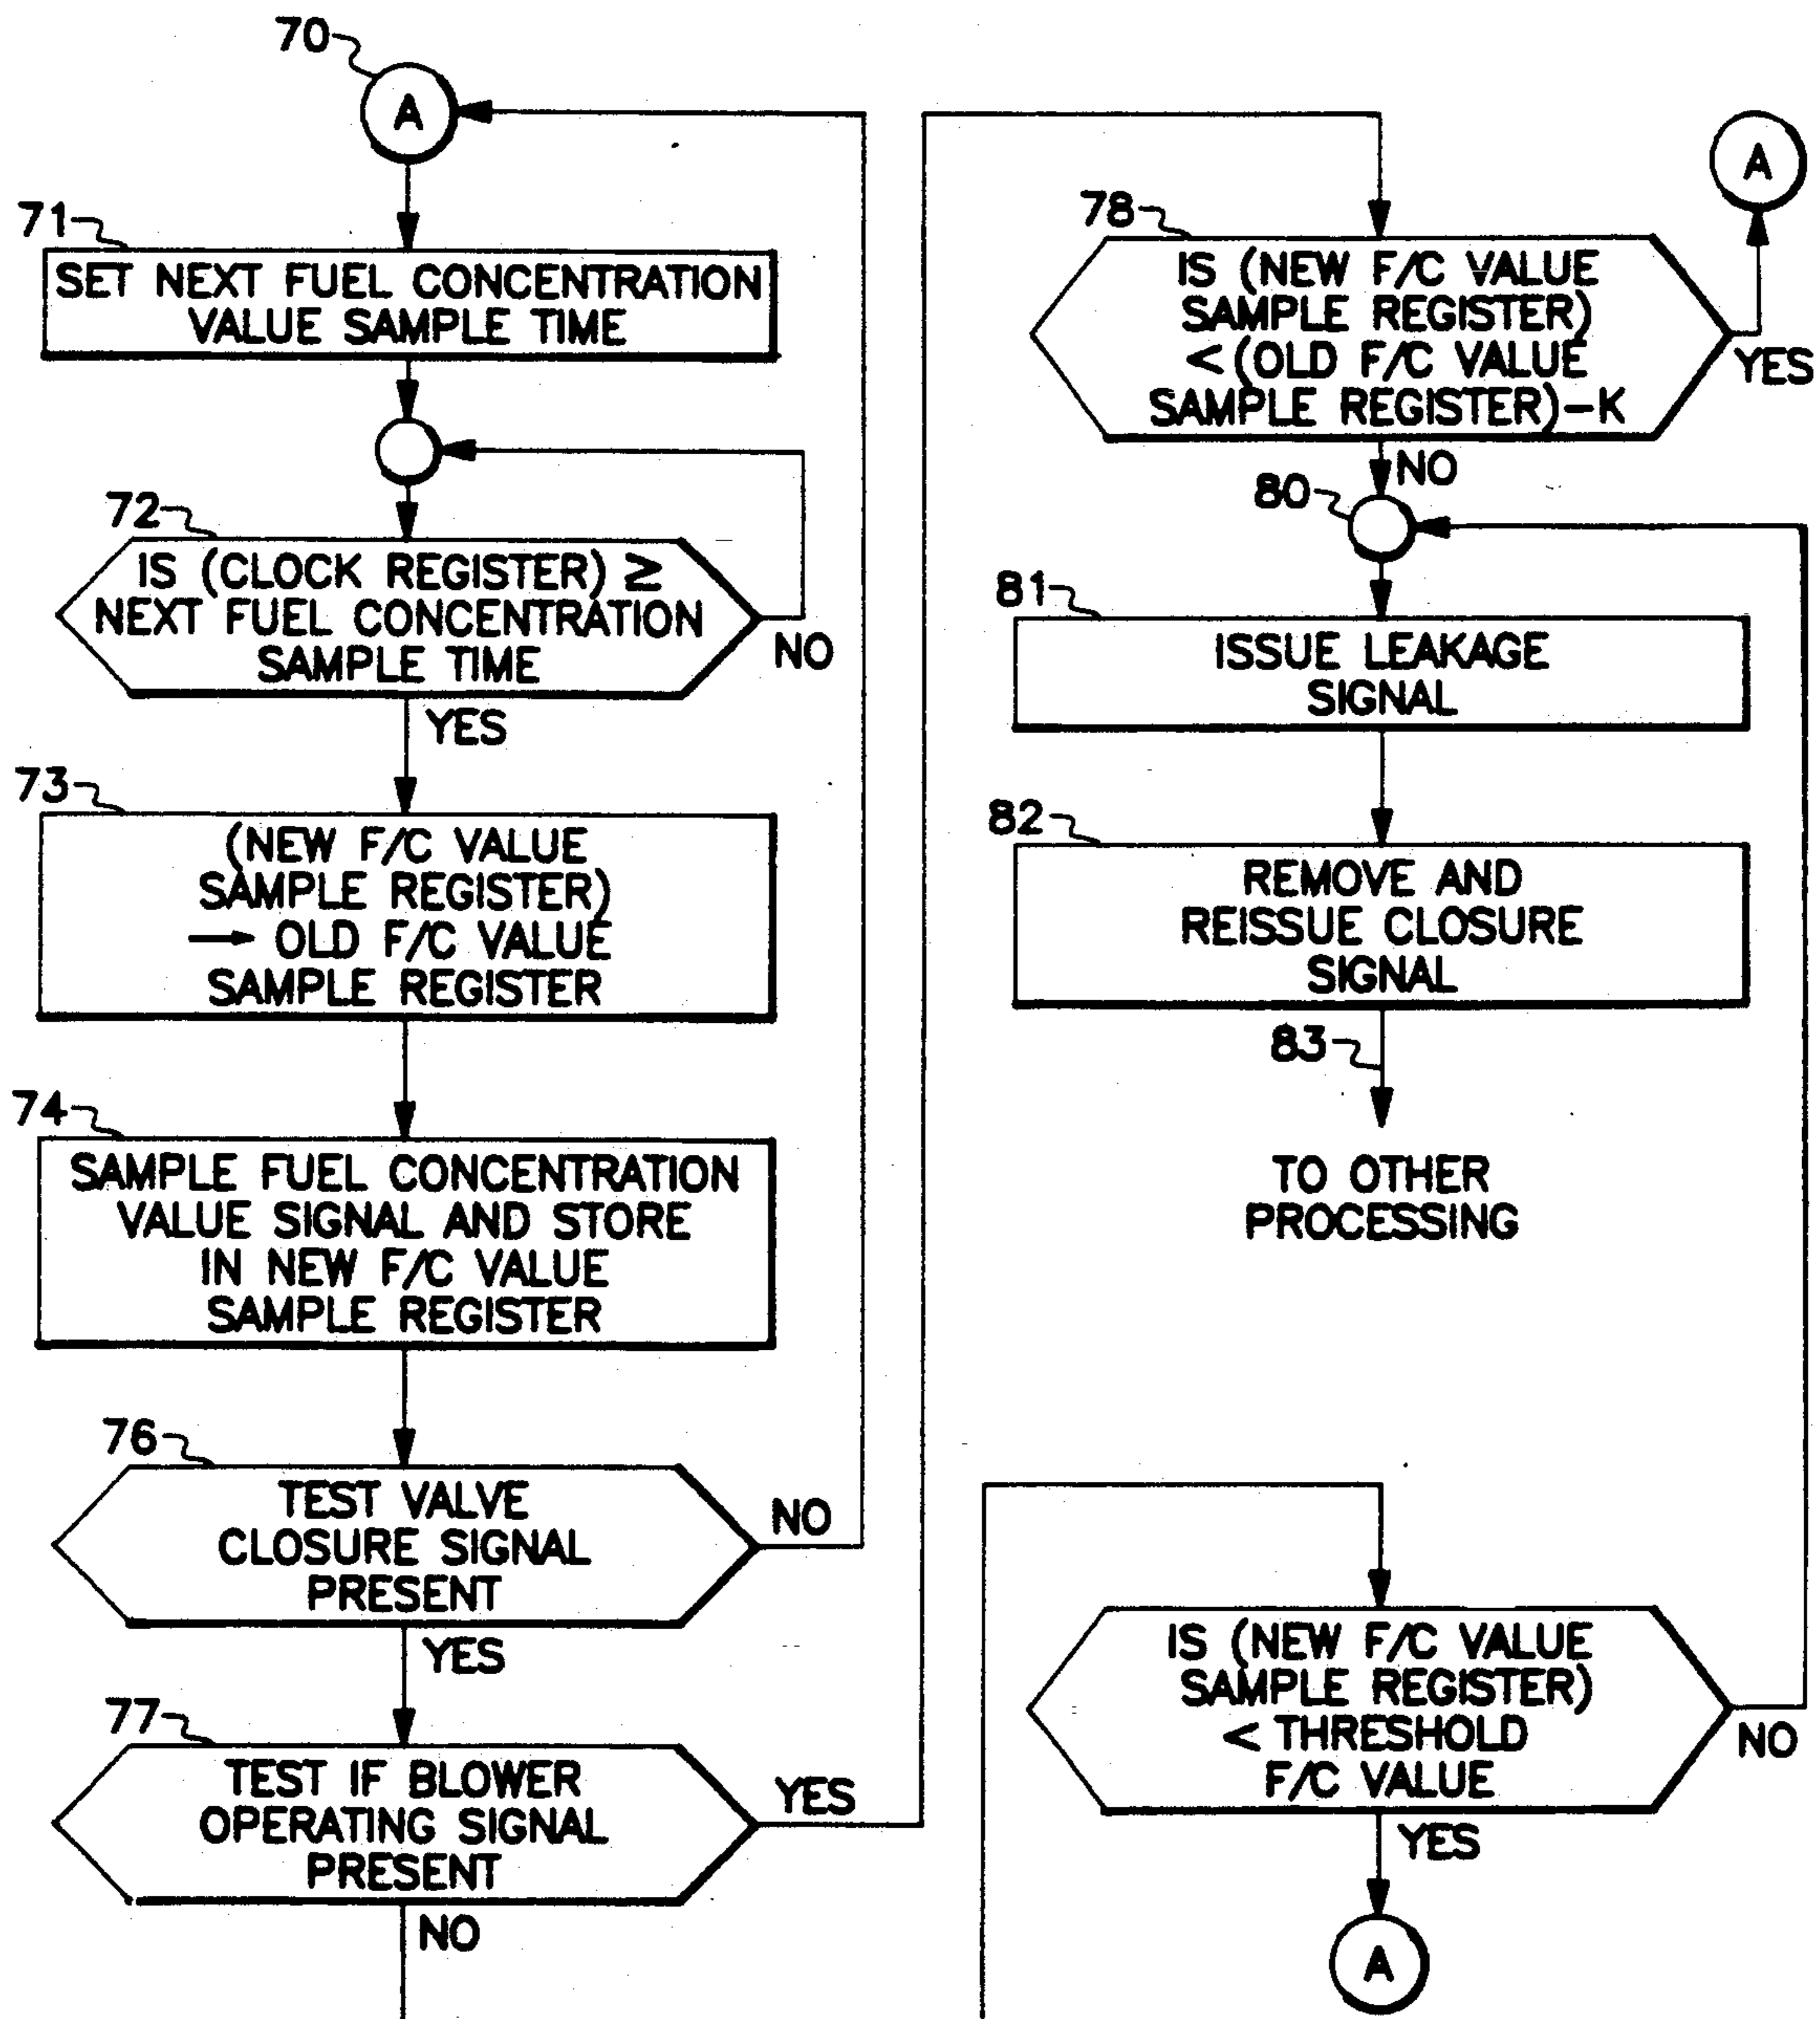 70
A
71
SET NEXT FUEL CONCENTRATION
VALUE SAMPLE TIME
72
IS (CLOCK REGISTER) ≥
NEXT FUEL CONCENTRATION
SAMPLE TIME
NO
YES
73
(NEW F/C VALUE
SAMPLE REGISTER)
→ OLD F/C VALUE
SAMPLE REGISTER
74
SAMPLE FUEL CONCENTRATION
VALUE SIGNAL AND STORE
IN NEW F/C VALUE
SAMPLE REGISTER
76
TEST VALVE
CLOSURE SIGNAL
PRESENT
NO
YES
77
TEST IF BLOWER
OPERATING SIGNAL
PRESENT
YES
NO
A
78
IS (NEW F/C VALUE
SAMPLE REGISTER)
< (OLD F/C VALUE
SAMPLE REGISTER)-K
YES
NO
80
81
ISSUE LEAKAGE
SIGNAL
82
REMOVE AND
REISSUE CLOSURE
SIGNAL
83
TO OTHER
PROCESSING
IS (NEW F/C VALUE
SAMPLE REGISTER)
< THRESHOLD
F/C VALUE
NO
YES
A